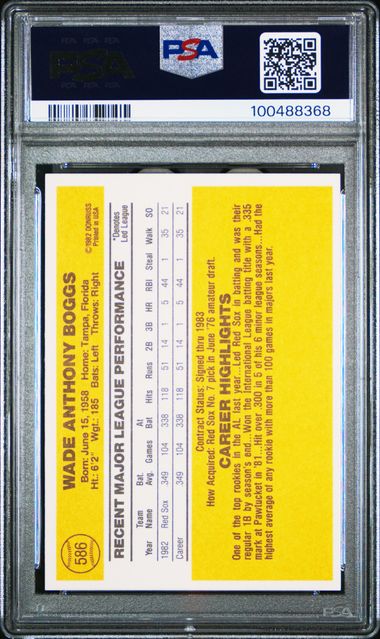 PSA
PSA
100488368
586
WADE ANTHONY BOGGS
Born: June 15, 1958 Home: Tampa, Florida
Ht.: 6'2" Wgt.: 185 Bats: Left Throws: Right
©1982 DONRUSS
Printed in USA
RECENT MAJOR LEAGUE PERFORMANCE
*Denotes
Led League
Year Team Name Bat. Avg. Games At Bat Hits Runs 2B 3B HR RBI Steal Walk SO
1982 Red Sox .349 104 338 118 51 14 1 5 44 1 35 21
Career .349 104 338 118 51 14 1 5 44 1 35 21
Contract Status: Signed thru 1983
How Acquired: Red Sox No. 7 pick in June '76 amateur draft.
CAREER HIGHLIGHTS
One of the top rookies in the AL last year...Led Red Sox in batting and was their
regular 1B by season's end...Won the International League batting title with a .335
mark at Pawtucket in '81...Hit over .300 in 5 of his 6 minor league seasons...Had the
highest average of any rookie with more than 100 games in majors last year.
PSA